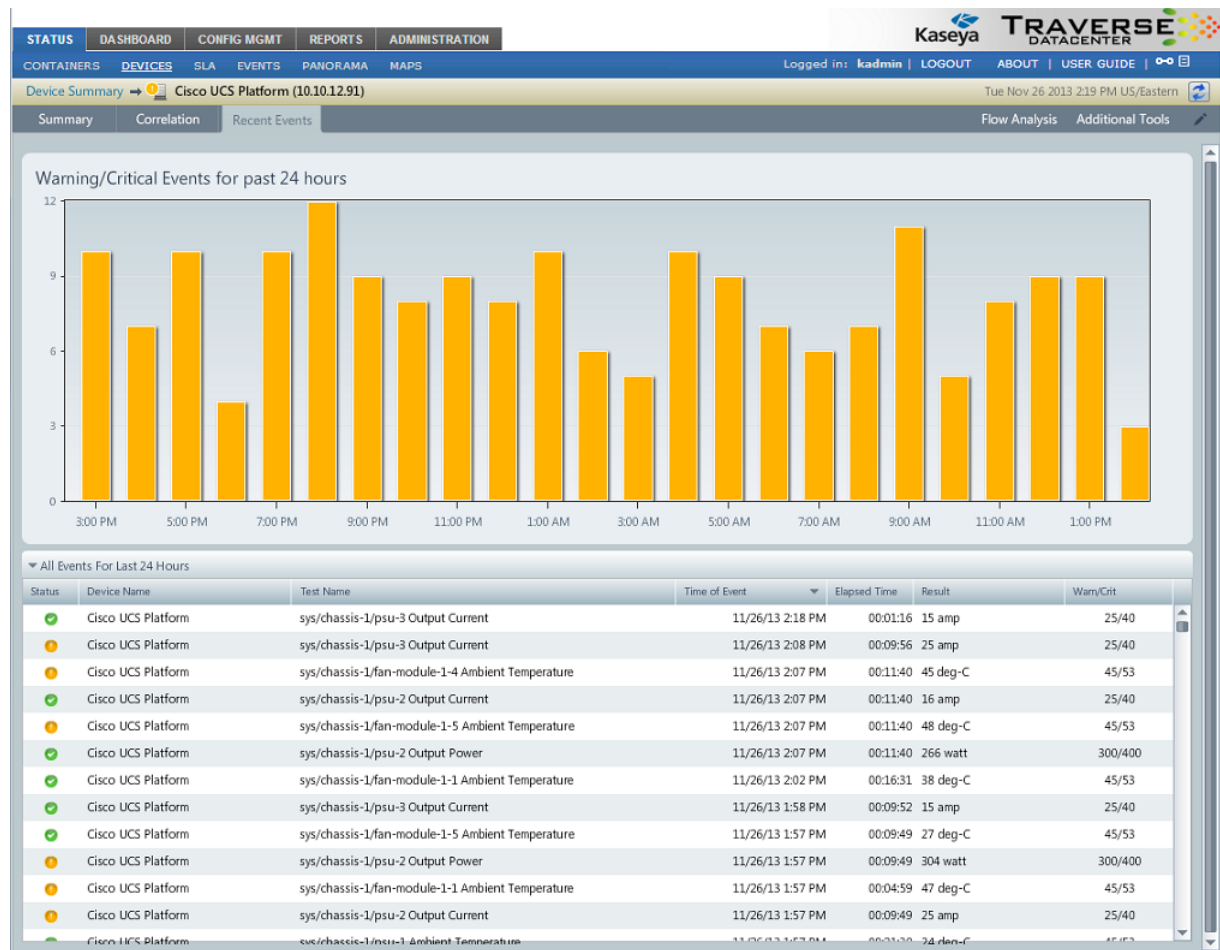 Kaseya TRAVERSE
DATACENTER
STATUS DASHBOARD CONFIG MGMT REPORTS ADMINISTRATION
CONTAINERS DEVICES SLA EVENTS PANORAMA MAPS Logged in: kadmin | LOGOUT ABOUT | USER GUIDE |
Device Summary Cisco UCS Platform (10.10.12.91) Tue Nov 26 2013 2:19 PM US/Eastern
Summary Correlation Recent Events Flow Analysis Additional Tools
Warning/Critical Events for past 24 hours
12
9
6
3
0
3:00 PM 5:00 PM 7:00 PM 9:00 PM 11:00 PM 1:00 AM 3:00 AM 5:00 AM 7:00 AM 9:00 AM 11:00 AM 1:00 PM
All Events For Last 24 Hours
Status Device Name Test Name Time of Event Elapsed Time Result Warn/Crit
Cisco UCS Platform sys/chassis-1/psu-3 Output Current 11/26/13 2:18 PM 00:01:16 15 amp 25/40
Cisco UCS Platform sys/chassis-1/psu-3 Output Current 11/26/13 2:08 PM 00:09:56 25 amp 25/40
Cisco UCS Platform sys/chassis-1/fan-module-1-4 Ambient Temperature 11/26/13 2:07 PM 00:11:40 45 deg-C 45/53
Cisco UCS Platform sys/chassis-1/psu-2 Output Current 11/26/13 2:07 PM 00:11:40 16 amp 25/40
Cisco UCS Platform sys/chassis-1/fan-module-1-5 Ambient Temperature 11/26/13 2:07 PM 00:11:40 48 deg-C 45/53
Cisco UCS Platform sys/chassis-1/psu-2 Output Power 11/26/13 2:07 PM 00:11:40 266 watt 300/400
Cisco UCS Platform sys/chassis-1/fan-module-1-1 Ambient Temperature 11/26/13 2:02 PM 00:16:31 38 deg-C 45/53
Cisco UCS Platform sys/chassis-1/psu-3 Output Current 11/26/13 1:58 PM 00:09:52 15 amp 25/40
Cisco UCS Platform sys/chassis-1/fan-module-1-5 Ambient Temperature 11/26/13 1:57 PM 00:09:49 27 deg-C 45/53
Cisco UCS Platform sys/chassis-1/psu-2 Output Power 11/26/13 1:57 PM 00:09:49 304 watt 300/400
Cisco UCS Platform sys/chassis-1/fan-module-1-1 Ambient Temperature 11/26/13 1:57 PM 00:04:59 47 deg-C 45/53
Cisco UCS Platform sys/chassis-1/psu-2 Output Current 11/26/13 1:57 PM 00:09:49 25 amp 25/40
Cisco UCS Platform sys/chassis-1/psu-1 Ambient Temperature 11/26/13 1:57 PM 24 deg-C 45/53